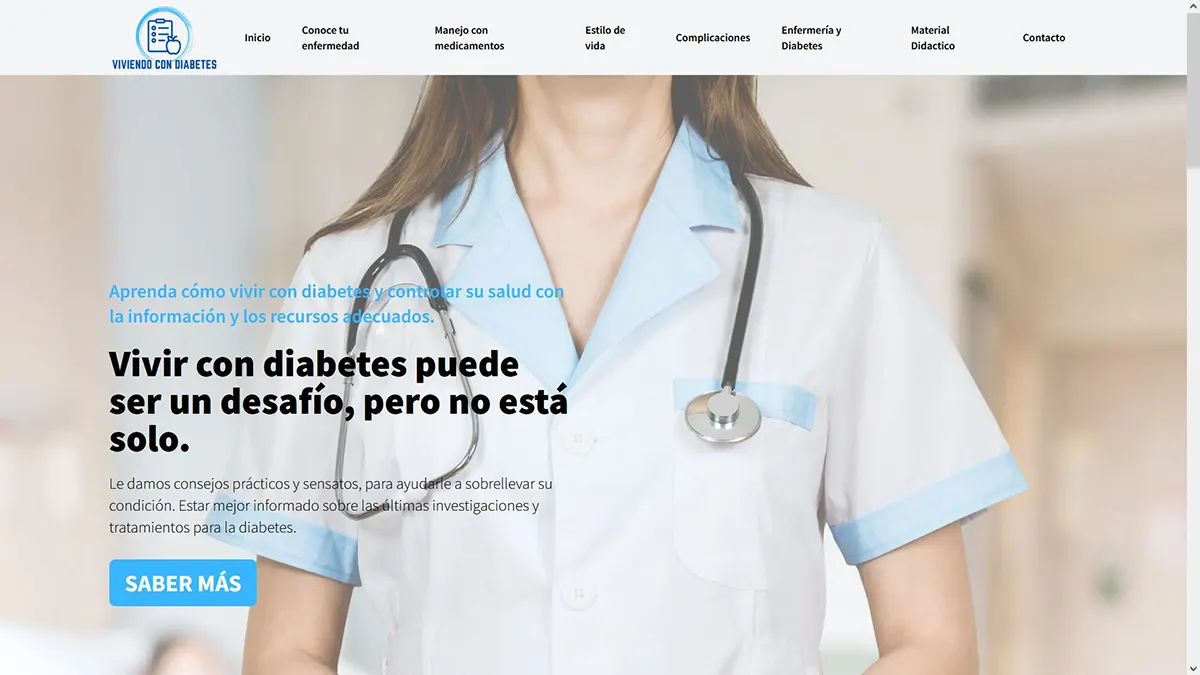 VIVIENDO CON DIABETES
Inicio
Conoce tu
enfermedad
Manejo con
medicamentos
Estilo de
vida
Complicaciones
Enfermería y
Diabetes
Material
Didactico
Contacto
Aprenda cómo vivir con diabetes y controlar su salud con
la información y los recursos adecuados.
Vivir con diabetes puede
ser un desafío, pero no está
solo.
Le damos consejos prácticos y sensatos, para ayudarle a sobrellevar su
condición. Estar mejor informado sobre las últimas investigaciones y
tratamientos para la diabetes.
SABER MÁS